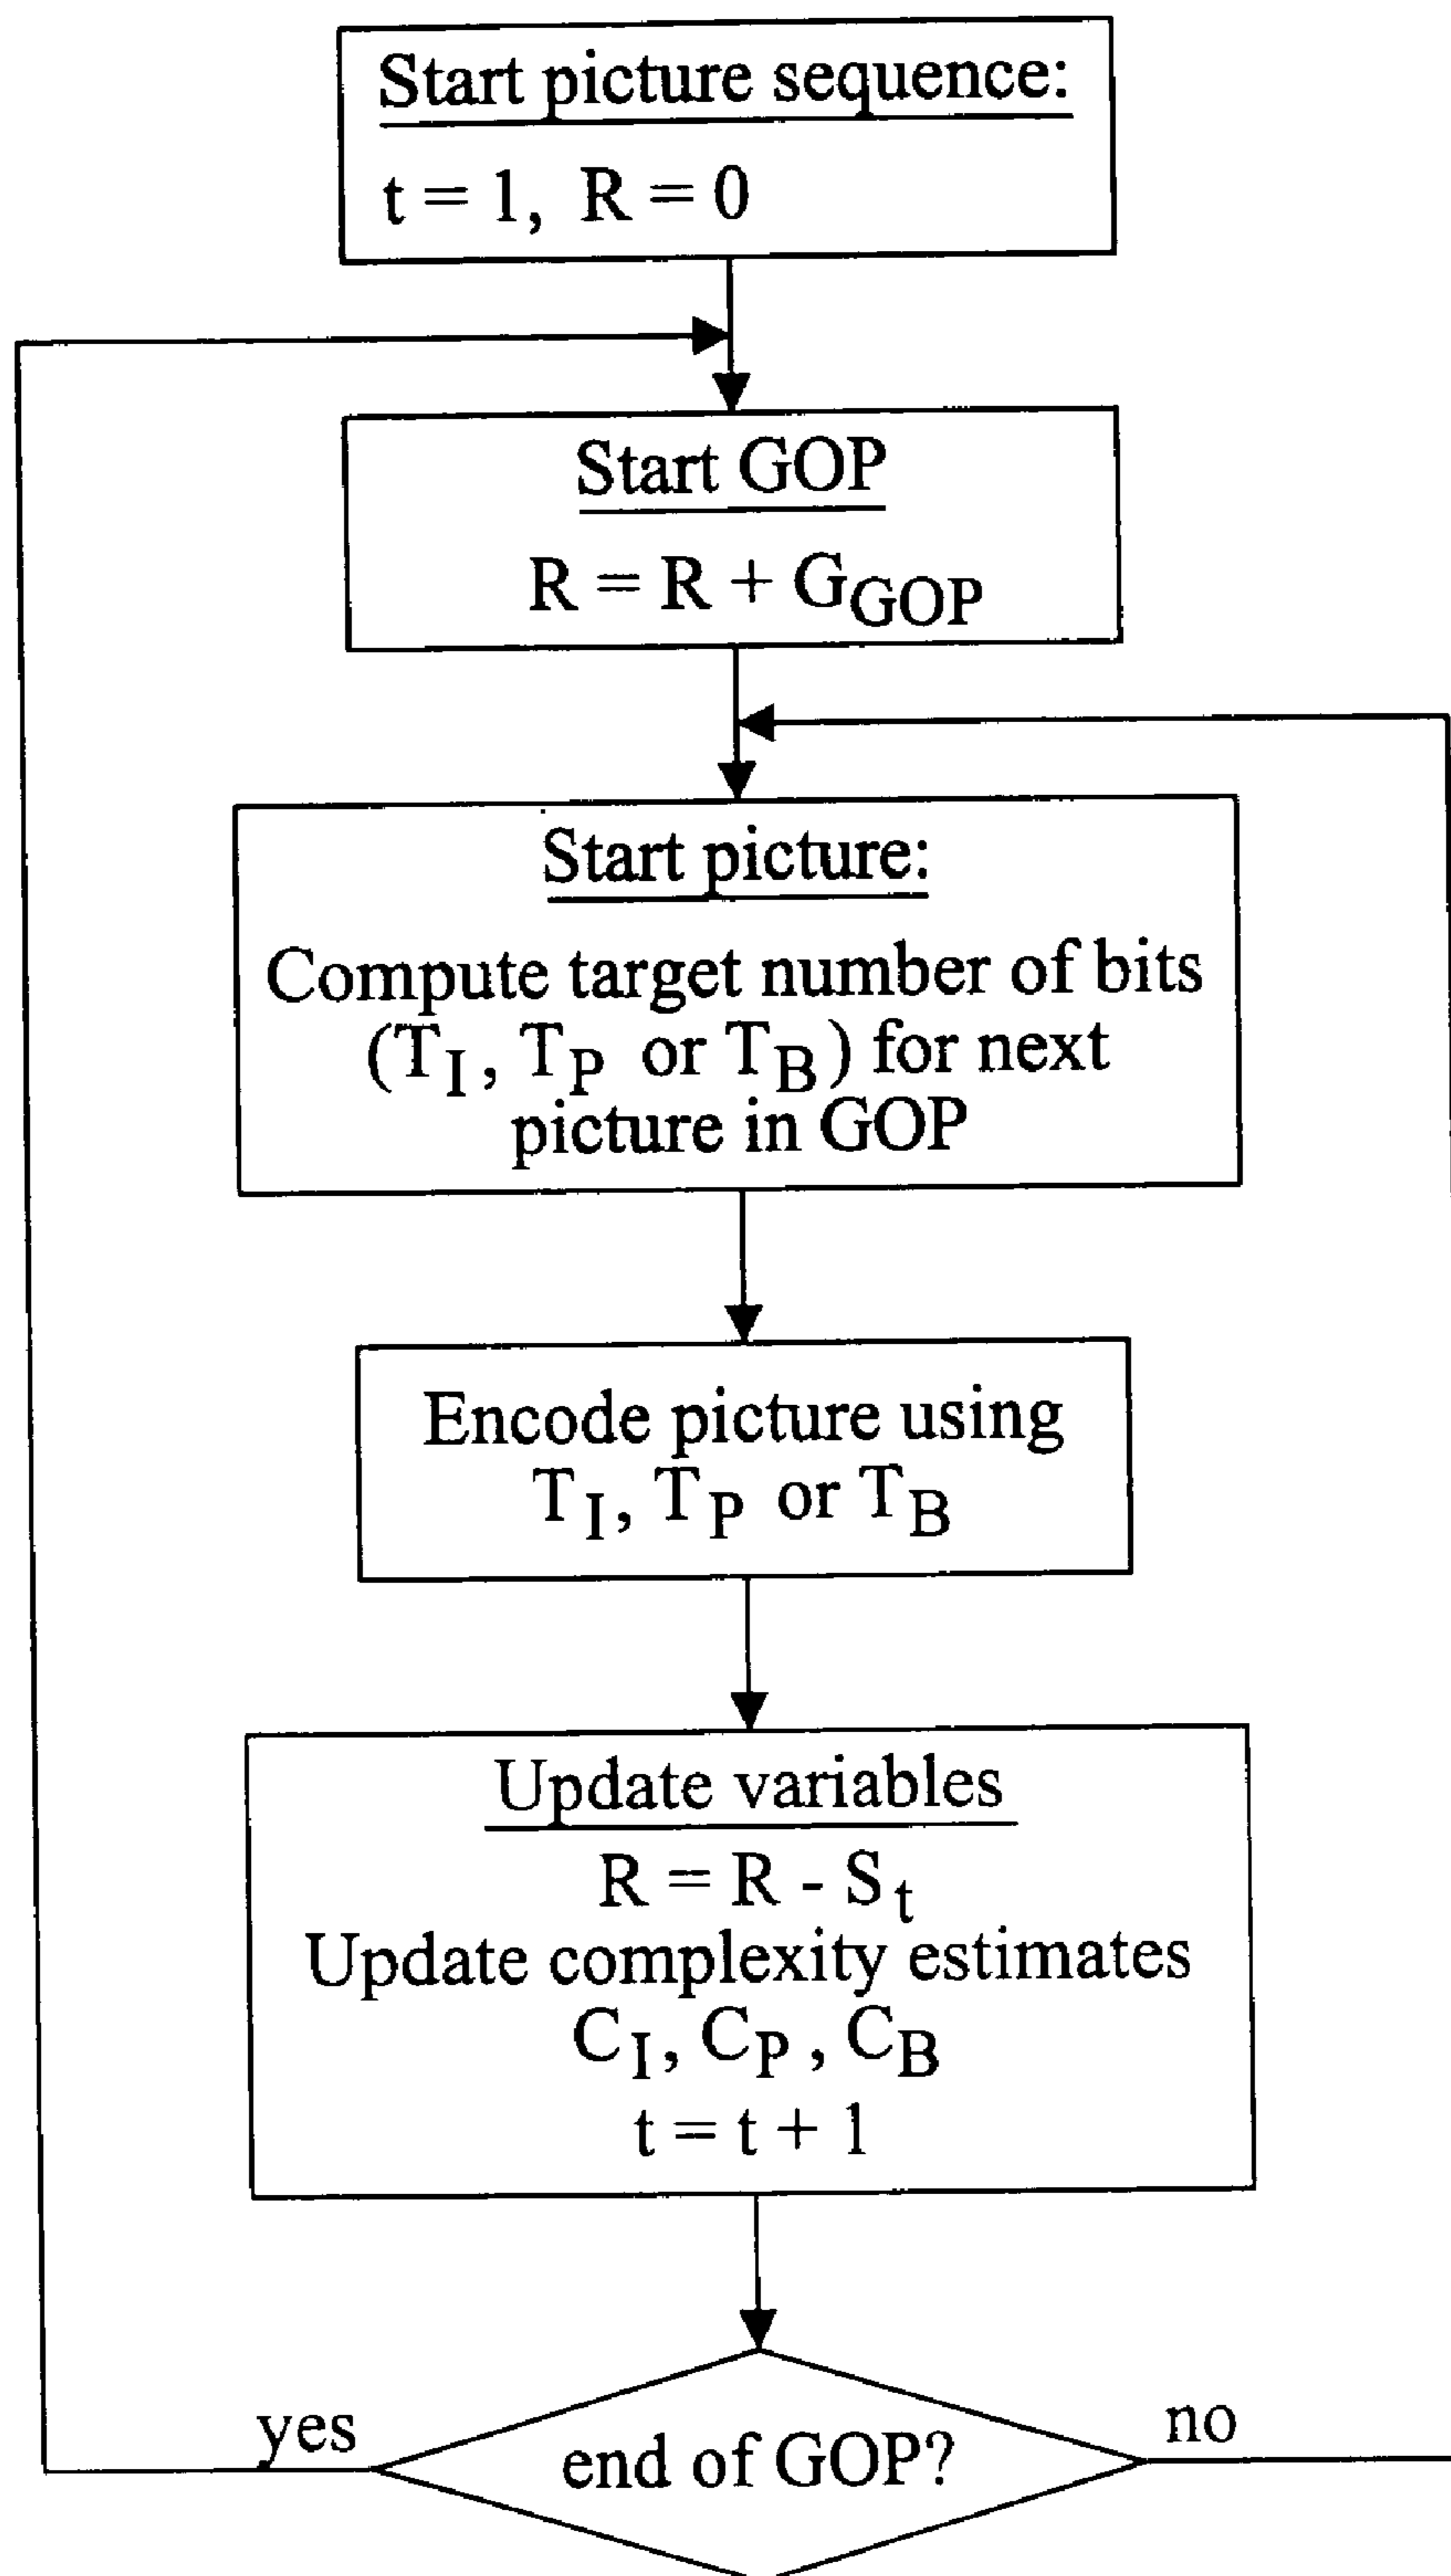 Start picture sequence:
t = 1, R = 0
Start GOP
R = R + G_GOP
Start picture:
Compute target number of bits
(T_I, T_P or T_B) for next
picture in GOP
Encode picture using
T_I, T_P or T_B
Update variables
R = R - S_t
Update complexity estimates
C_I, C_P, C_B
t = t + 1
yes
end of GOP?
no